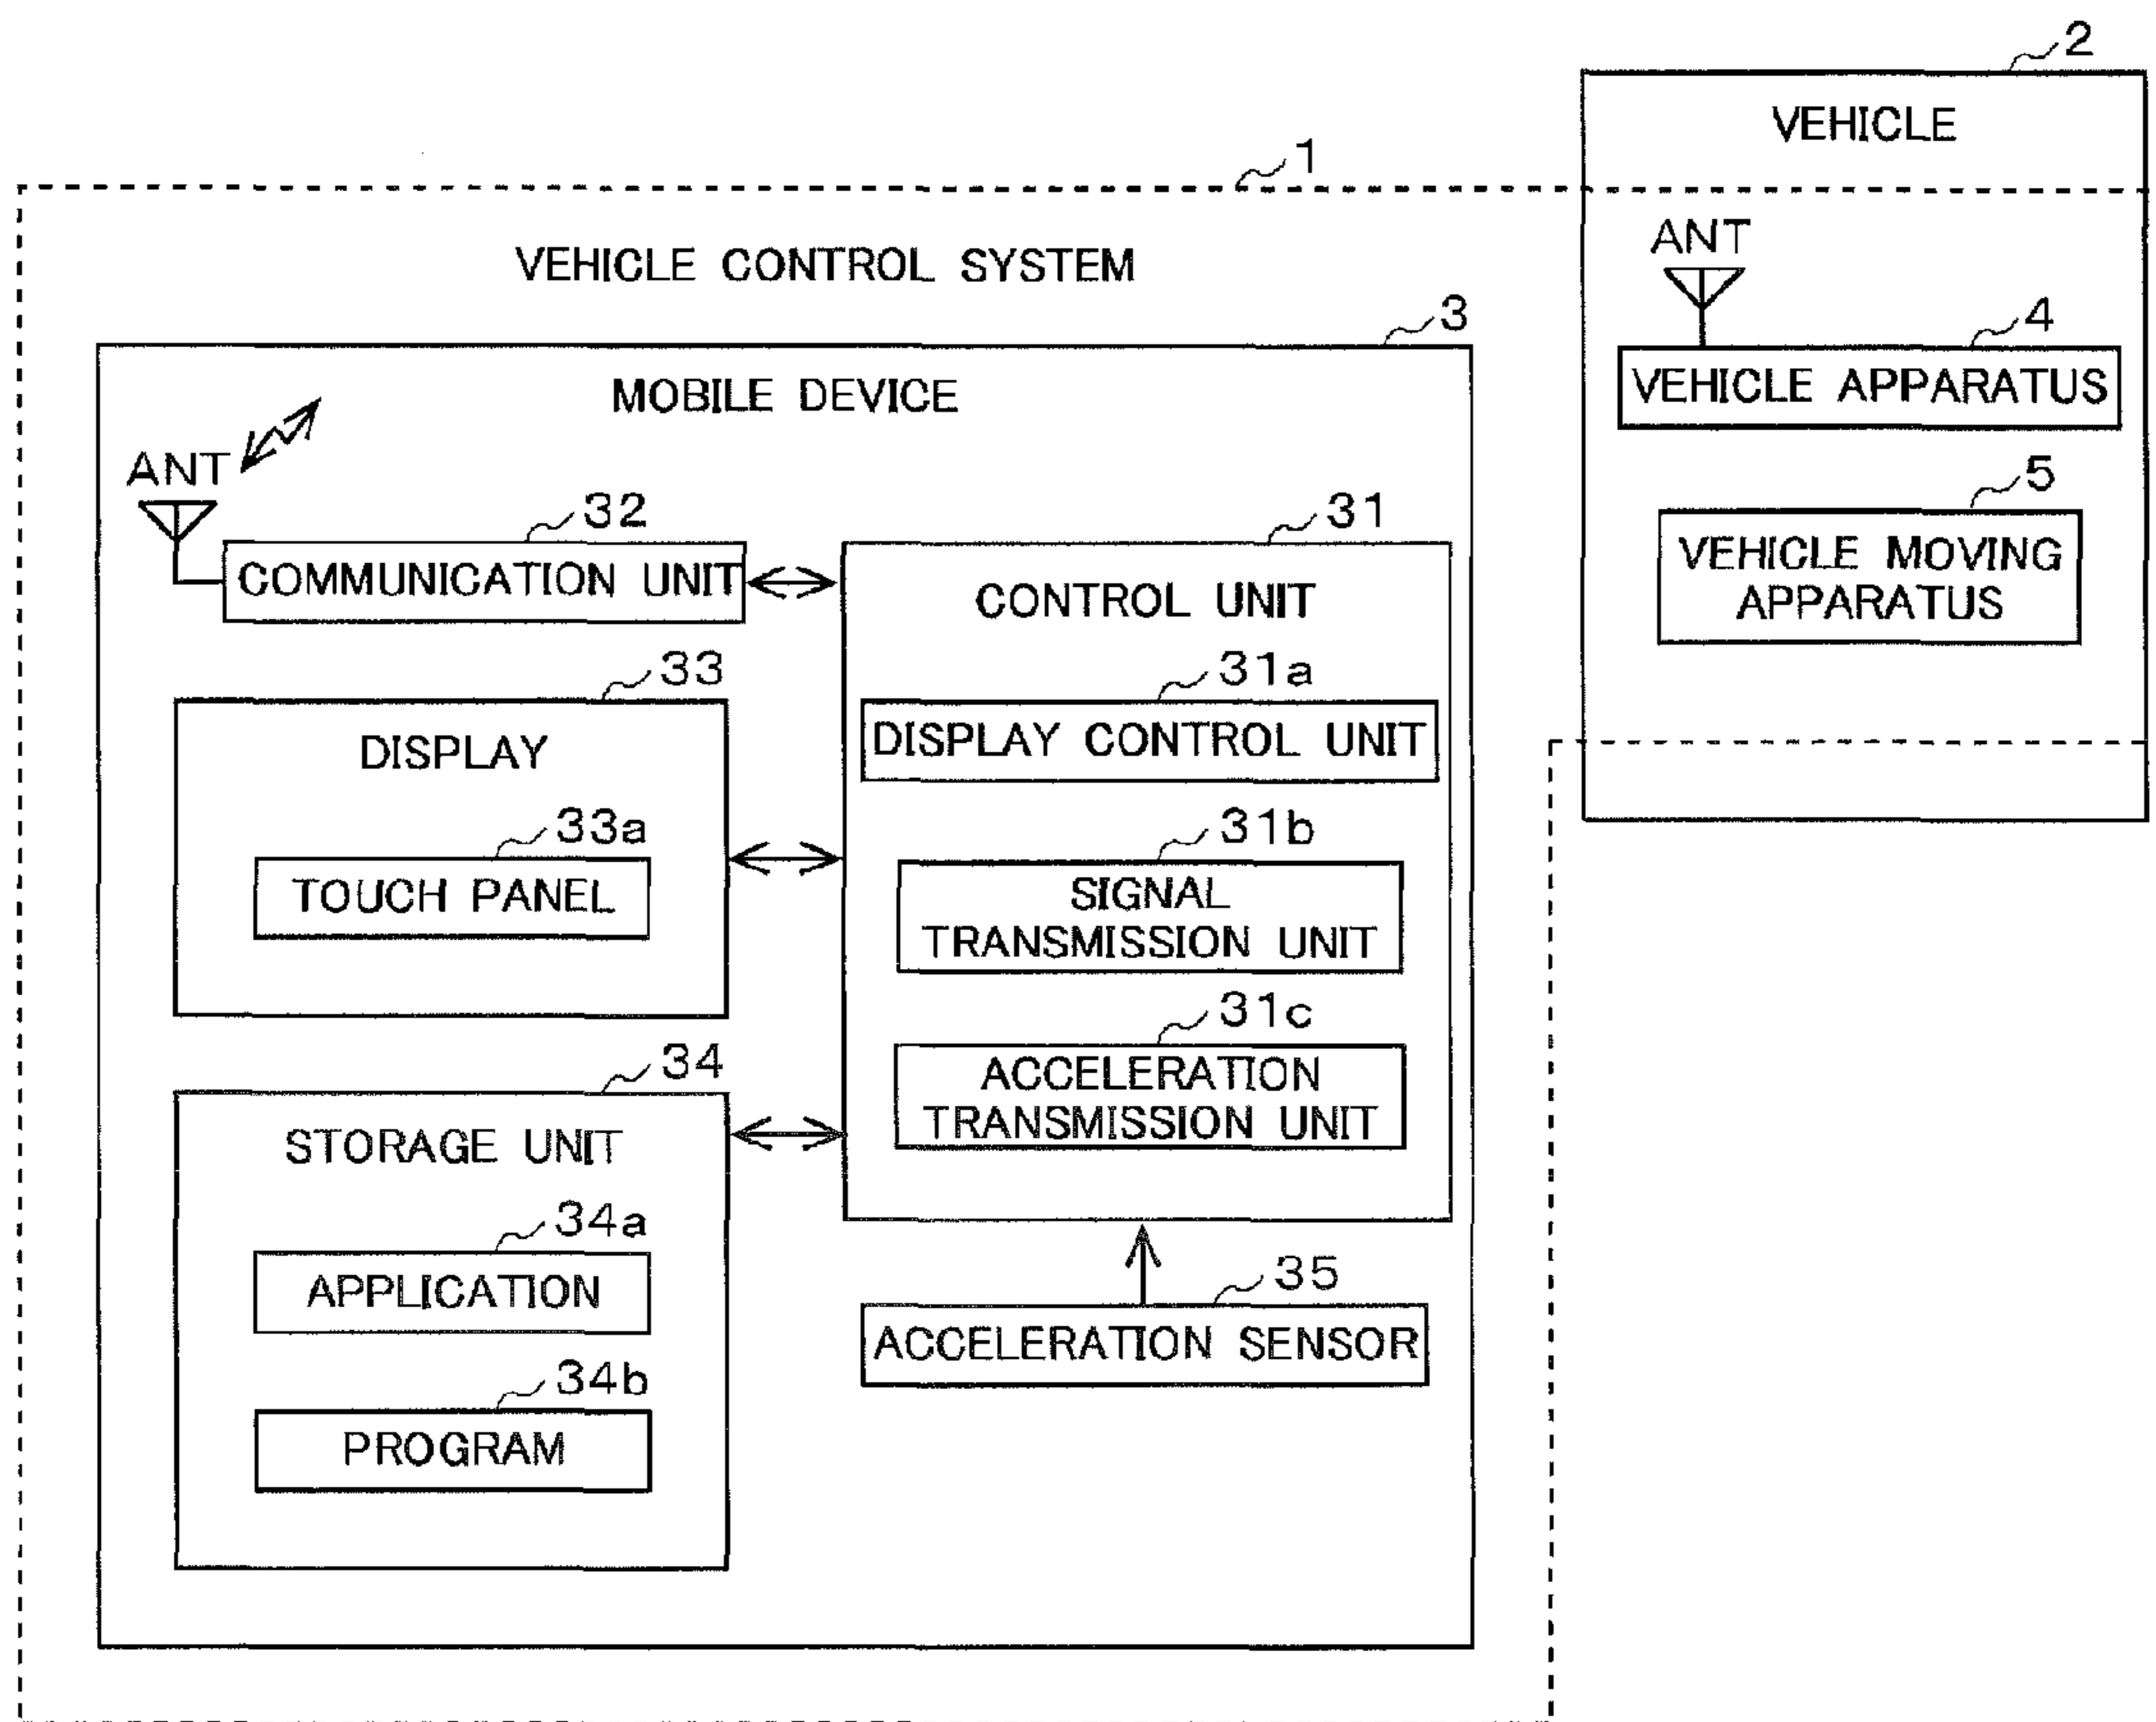 2
VEHICLE
1
VEHICLE CONTROL SYSTEM
ANT
3
4
MOBILE DEVICE
VEHICLE APPARATUS
ANT
5
VEHICLE MOVING
APPARATUS
32
31
COMMUNICATION UNIT
CONTROL UNIT
33
31a
DISPLAY
DISPLAY CONTROL UNIT
33a
31b
TOUCH PANEL
SIGNAL
TRANSMISSION UNIT
31c
34
ACCELERATION
TRANSMISSION UNIT
STORAGE UNIT
34a
APPLICATION
35
ACCELERATION SENSOR
34b
PROGRAM